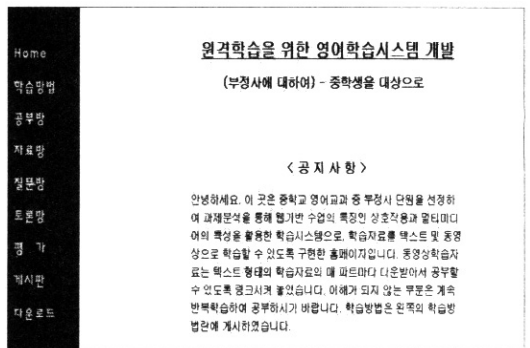 Home
학습방법
공부방
자료방
질문방
토론방
평 가
게시판
다운로드
원격학습을 위한 영어학습시스템 개발
(부정사에 대하여) - 중학생을 대상으로
< 공 지 사 항 >
안녕하세요. 이 곳은 중학교 영어교과 중 부정사 단원을 선정하
여 과제분석을 통해 웹기반 수업의 특징인 상호작용과 멀티미디
어의 특성을 활용한 학습시스템으로, 학습자료를 텍스트 및 동영
상으로 학습할 수 있도록 구현한 홈페이지입니다. 동영상학습자
료는 텍스트 형태의 학습자료의 매 파트마다 다운받아서 공부할
수 있도록 링크시켜 놓았습니다. 이해가 되지 않는 부분은 계속
반복학습하여 공부하시기 바랍니다. 학습방법은 왼쪽의 학습방
법란에 게시하였습니다.